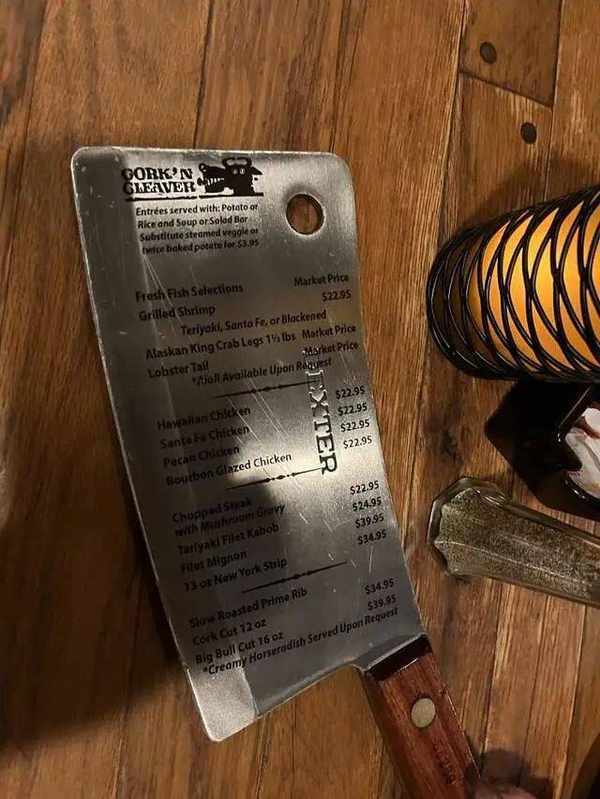 CORK'N
CLEAVER
Entrées served with: Potato or
Rice and Soup or Salad Bar
Substitute steamed veggie or
twice baked potato for $3.95
Fresh Fish Selections Market Price
Grilled Shrimp $22.95
Teriyaki, Santa Fe, or Blackened
Alaskan King Crab Legs 1½ lbs Market Price
Lobster Tail Market Price
*Aioli Available Upon Request
Hawaiian Chicken $22.95
Santa Fe Chicken $22.95
Pecan Chicken $22.95
Bourbon Glazed Chicken $22.95
DEXTER
Chopped Steak
with Mushroom Gravy $22.95
Tariyaki Filet Kabob $24.95
Filet Mignon $39.95
13 oz New York Strip $34.95
Slow Roasted Prime Rib
Cork Cut 12 oz $34.95
Big Bull Cut 16 oz $39.95
*Creamy Horseradish Served Upon Request